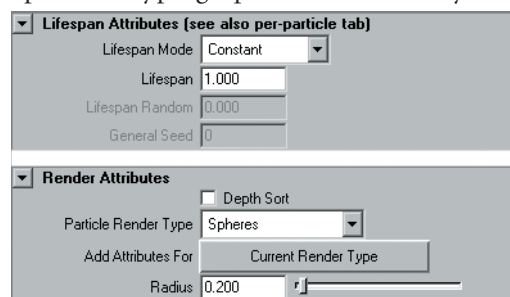 Lifespan Attributes (see also per-particle tab)
Lifespan Mode Constant
Lifespan 1.000
Lifespan Random 0.000
General Seed 0
Render Attributes
Depth Sort
Particle Render Type Spheres
Add Attributes For Current Render Type
Radius 0.200